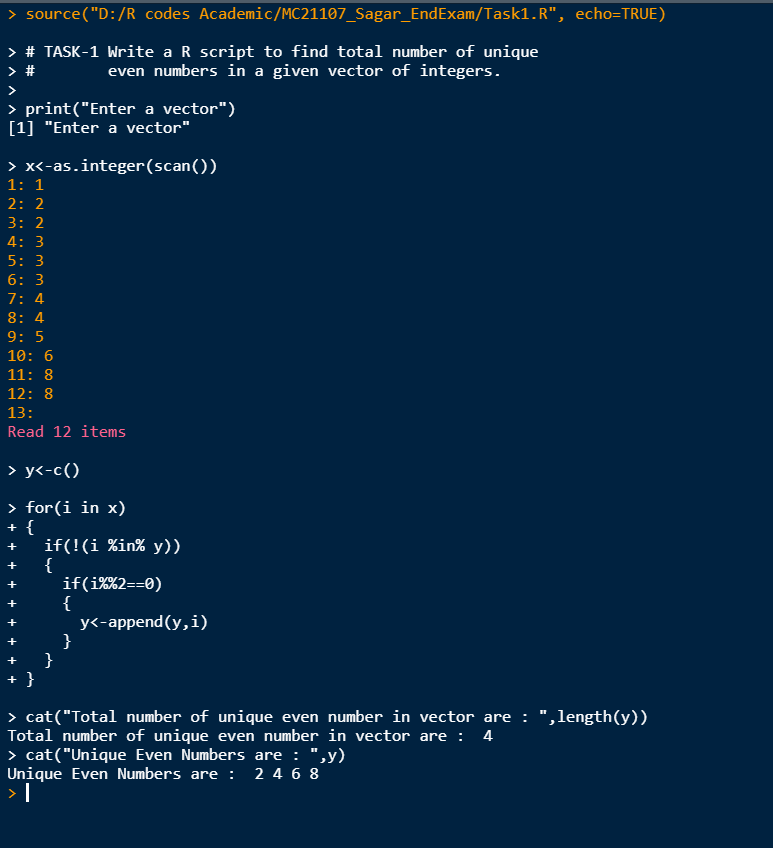 > source("D:/R codes Academic/MC21107_Sagar_EndExam/Task1.R", echo=TRUE)

> # TASK-1 Write a R script to find total number of unique
> #        even numbers in a given vector of integers.
>
> print("Enter a vector")
[1] "Enter a vector"

> x<-as.integer(scan())
1: 1
2: 2
3: 2
4: 3
5: 3
6: 3
7: 4
8: 4
9: 5
10: 6
11: 8
12: 8
13:
Read 12 items

> y<-c()

> for(i in x)
+ {
+   if(!(i %in% y))
+   {
+     if(i%%2==0)
+     {
+       y<-append(y,i)
+     }
+   }
+ }

> cat("Total number of unique even number in vector are : ",length(y))
Total number of unique even number in vector are :  4
> cat("Unique Even Numbers are : ",y)
Unique Even Numbers are :  2 4 6 8
>